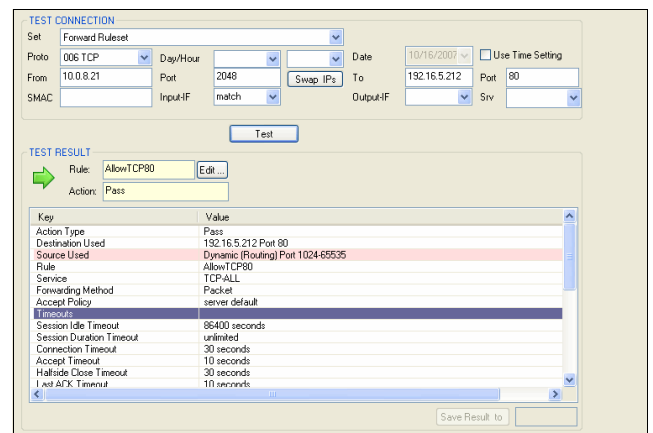 TEST CONNECTION
Set Forward Ruleset
Proto 006 TCP Day/Hour Date 10/16/2007 Use Time Setting
From 10.0.8.21 Port 2048 Swap IPs To 192.16.5.212 Port 80
SMAC Input-IF match Output-IF Srv
Test
TEST RESULT
Rule: AllowTCP80 Edit ...
Action: Pass
Key Value
Action Type Pass
Destination Used 192.16.5.212 Port 80
Source Used Dynamic (Routing) Port 1024-65535
Rule AllowTCP80
Service TCP-ALL
Forwarding Method Packet
Accept Policy server default
Timeouts
Session Idle Timeout 86400 seconds
Session Duration Timeout unlimited
Connection Timeout 30 seconds
Accept Timeout 10 seconds
Halfside Close Timeout 30 seconds
Last ACK Timeout 10 seconds
Save Result to